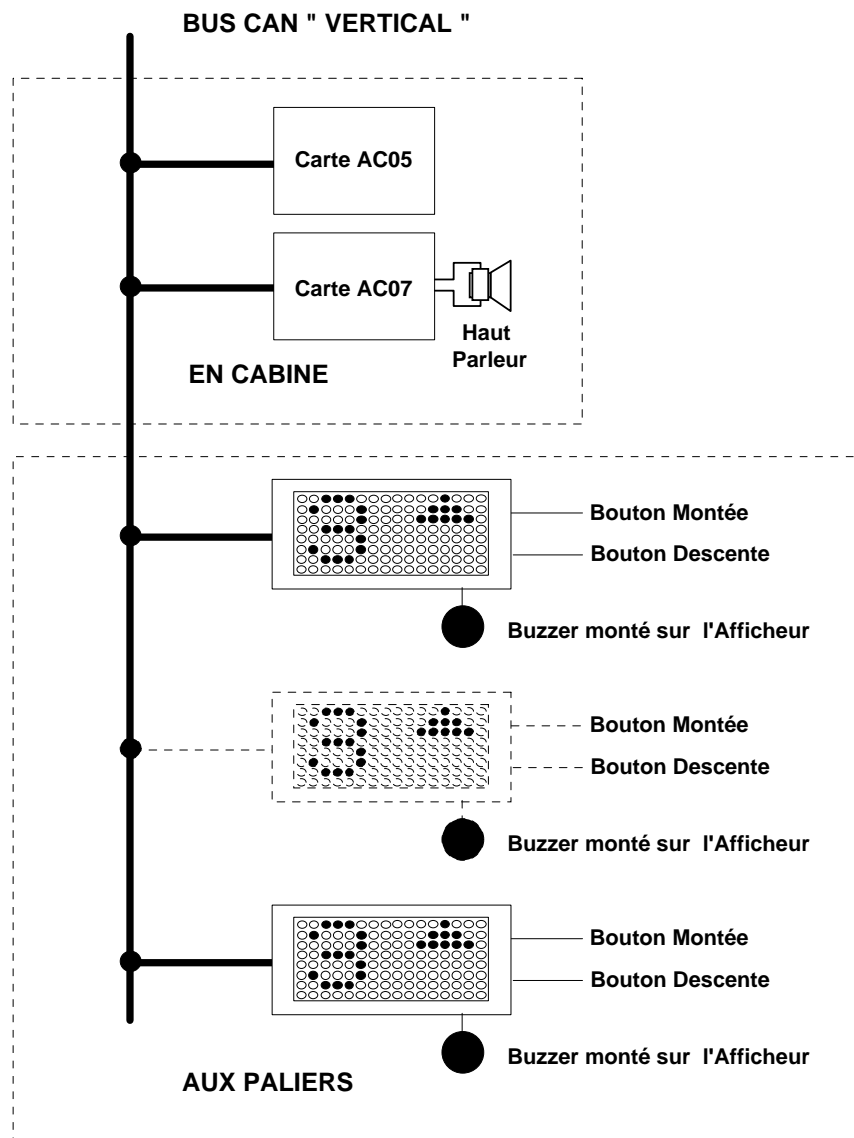 BUS CAN " VERTICAL "
Carte AC05
Carte AC07
Haut
Parleur
EN CABINE
Bouton Montée
Bouton Descente
Buzzer monté sur l'Afficheur
Bouton Montée
Bouton Descente
Buzzer monté sur l'Afficheur
Bouton Montée
Bouton Descente
Buzzer monté sur l'Afficheur
AUX PALIERS